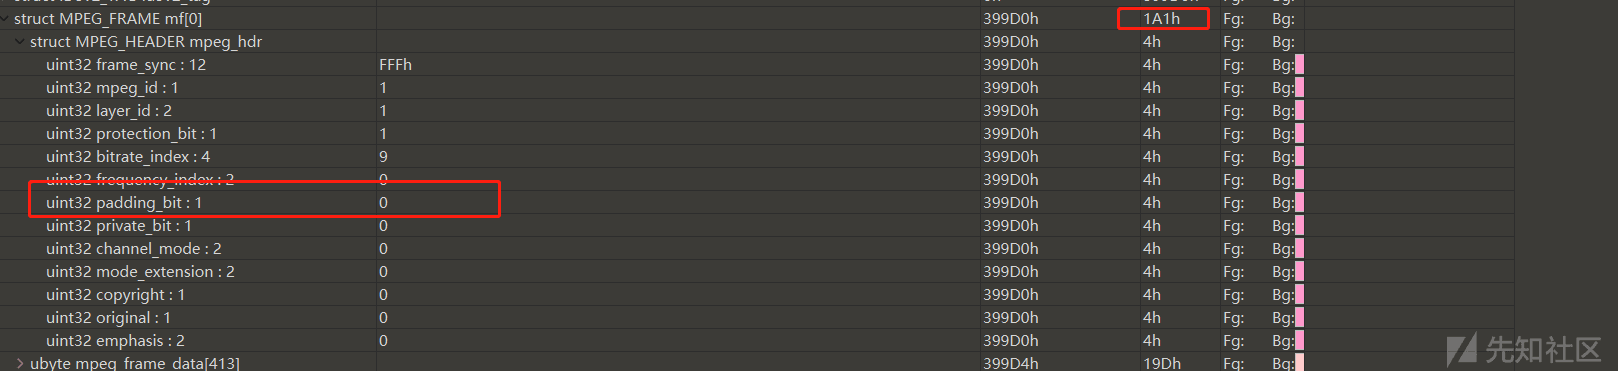 struct MPEG_FRAME mf[0] 399D0h 1A1h Fg: Bg:
struct MPEG_HEADER mpeg_hdr 399D0h 4h Fg: Bg:
uint32 frame_sync : 12 FFFh 399D0h 4h Fg: Bg:
uint32 mpeg_id : 1 1 399D0h 4h Fg: Bg:
uint32 layer_id : 2 1 399D0h 4h Fg: Bg:
uint32 protection_bit : 1 1 399D0h 4h Fg: Bg:
uint32 bitrate_index : 4 9 399D0h 4h Fg: Bg:
uint32 frequency_index : 2 0 399D0h 4h Fg: Bg:
uint32 padding_bit : 1 0 399D0h 4h Fg: Bg:
uint32 private_bit : 1 0 399D0h 4h Fg: Bg:
uint32 channel_mode : 2 0 399D0h 4h Fg: Bg:
uint32 mode_extension : 2 0 399D0h 4h Fg: Bg:
uint32 copyright : 1 0 399D0h 4h Fg: Bg:
uint32 original : 1 0 399D0h 4h Fg: Bg:
uint32 emphasis : 2 0 399D0h 4h Fg: Bg:
ubyte mpeg_frame_data[413] 399D4h 19Dh Fg: Bg:
先知社区